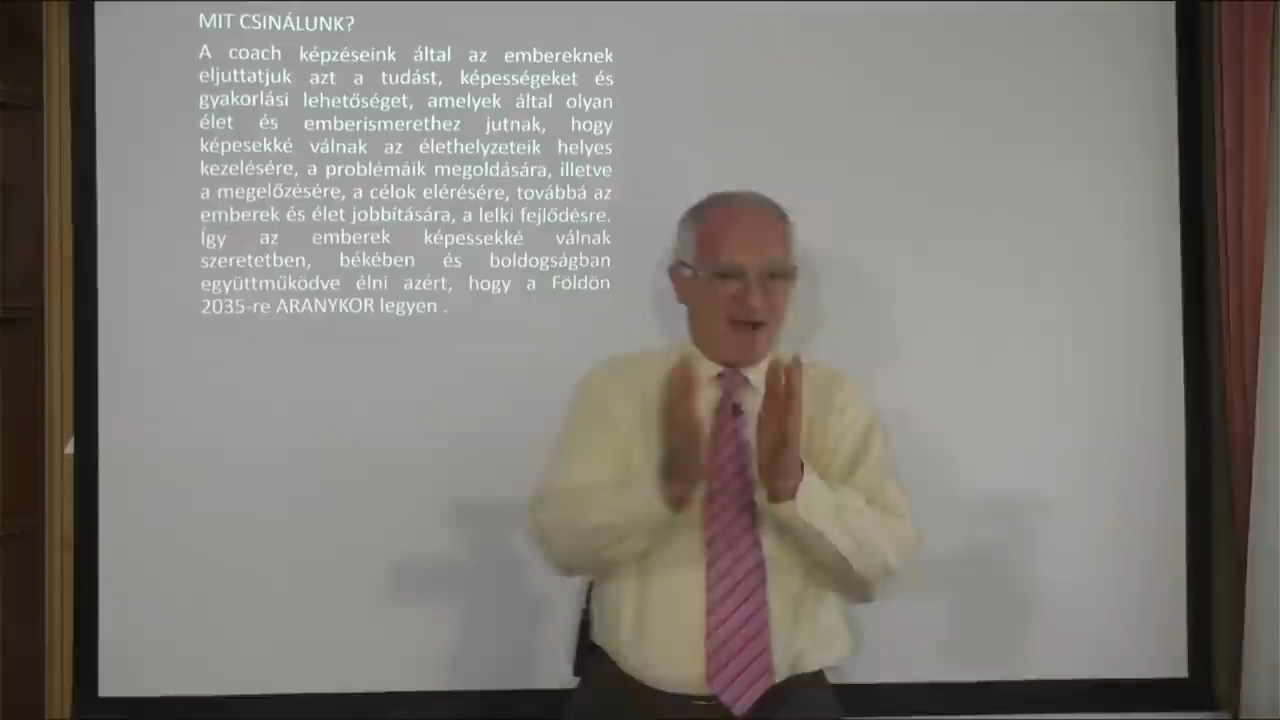 MIT CSINÁLUNK?
A coach képzéseink által az embereknek
eljuttatjuk azt a tudást, képességeket és
gyakorlási lehetőséget, amelyek által olyan
élet és emberismerethez jutnak, hogy
képesekké válnak az élethelyzeteik helyes
kezelésére, a problémáik megoldására, illetve
a megelőzésére, a célok elérésére, továbbá az
emberek és élet jobbítására, a lelki fejlődésre.
Így az emberek képessekké válnak
szeretetben, békében és boldogságban
együttműködve élni azért, hogy a Földön
2035-re ARANYKOR legyen .